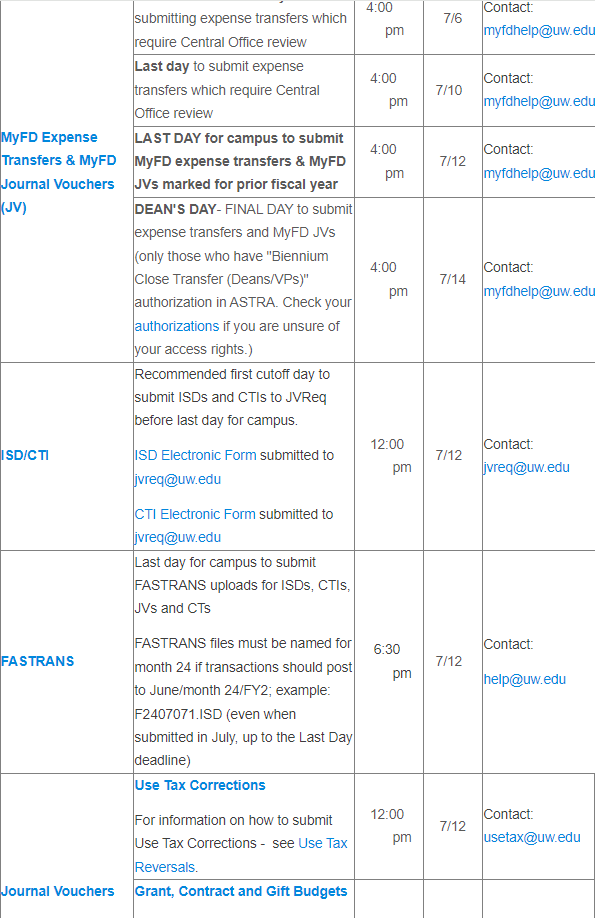 submitting expense transfers which
require Central Office review
4:00
pm
7/6
Contact:
myfdhelp@uw.edu
MyFD Expense
Transfers & MyFD
Journal Vouchers
(JV)
Last day to submit expense
transfers which require Central
Office review
4:00
pm
7/10
Contact:
myfdhelp@uw.edu
LAST DAY for campus to submit
MyFD expense transfers & MyFD
JVs marked for prior fiscal year
4:00
pm
7/12
Contact:
myfdhelp@uw.edu
DEAN'S DAY- FINAL DAY to submit
expense transfers and MyFD JVs
(only those who have "Biennium
Close Transfer (Deans/VPs)"
authorization in ASTRA. Check your
authorizations if you are unsure of
your access rights.)
4:00
pm
7/14
Contact:
myfdhelp@uw.edu
ISD/CTI
Recommended first cutoff day to
submit ISDs and CTIs to JVReq
before last day for campus.
ISD Electronic Form submitted to
jvreq@uw.edu
CTI Electronic Form submitted to
jvreq@uw.edu
12:00
pm
7/12
Contact:
jvreq@uw.edu
FASTRANS
Last day for campus to submit
FASTRANS uploads for ISDs, CTIs,
JVs and CTs
FASTRANS files must be named for
month 24 if transactions should post
to June/month 24/FY2; example:
F2407071.ISD (even when
submitted in July, up to the Last Day
deadline)
6:30
pm
7/12
Contact:
help@uw.edu
Use Tax Corrections
For information on how to submit
Use Tax Corrections - see Use Tax
Reversals.
12:00
pm
7/12
Contact:
usetax@uw.edu
Journal Vouchers
Grant, Contract and Gift Budgets